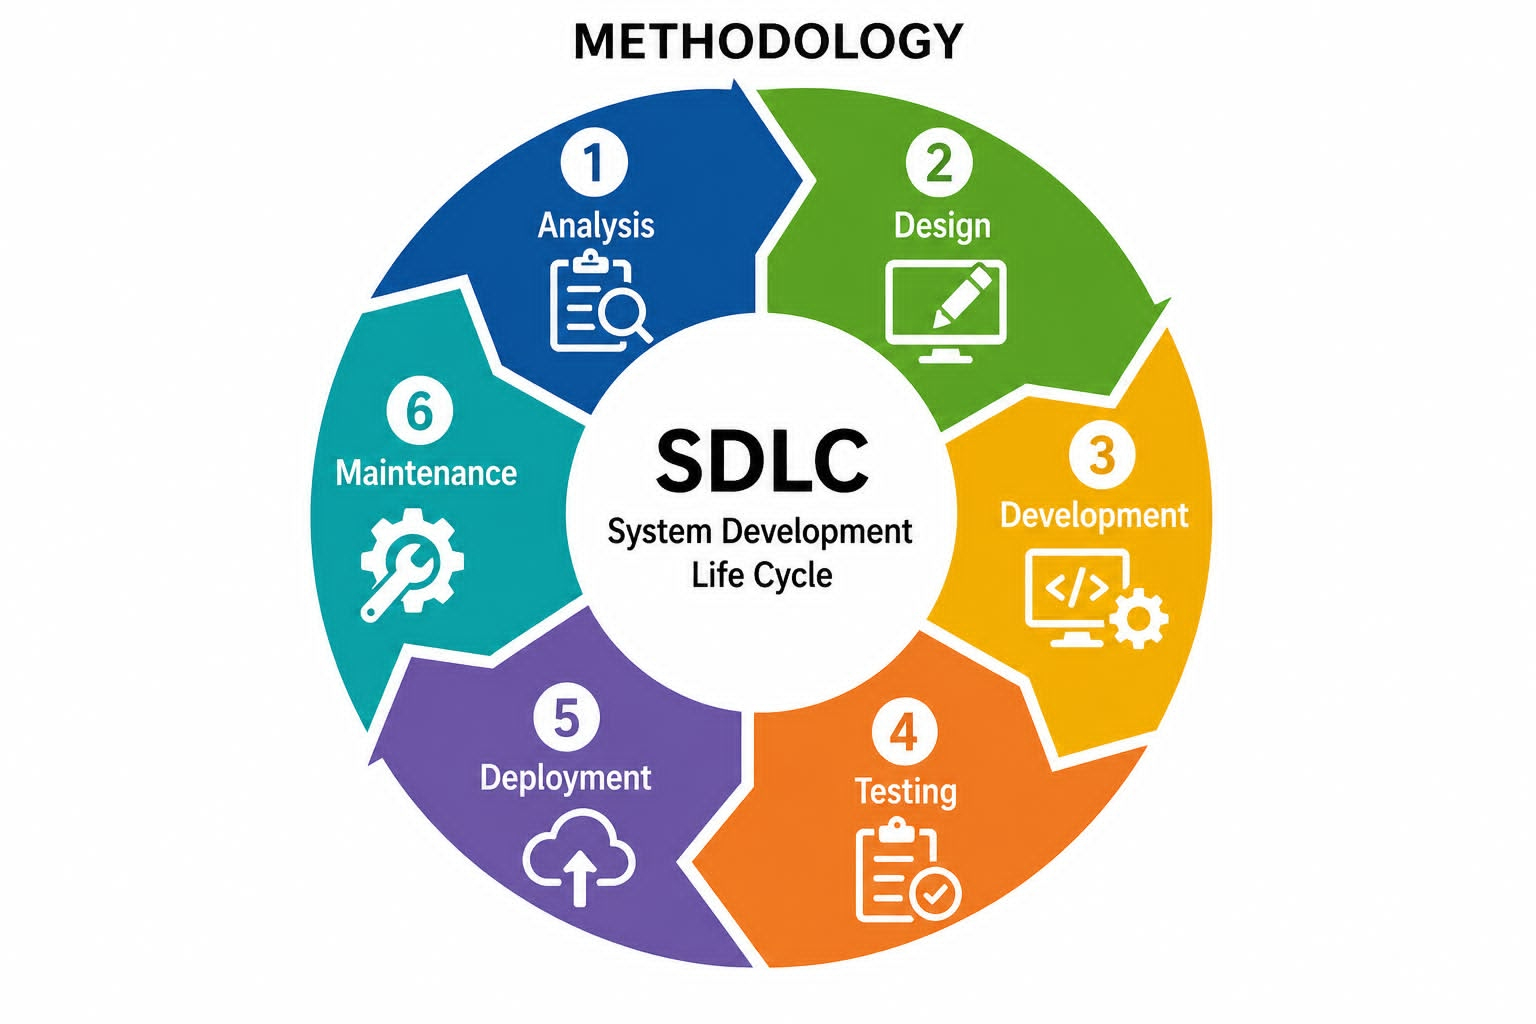 METHODOLOGY
1
Analysis
2
Design
3
Development
4
Testing
5
Deployment
6
Maintenance
SDLC
System Development
Life Cycle
</>